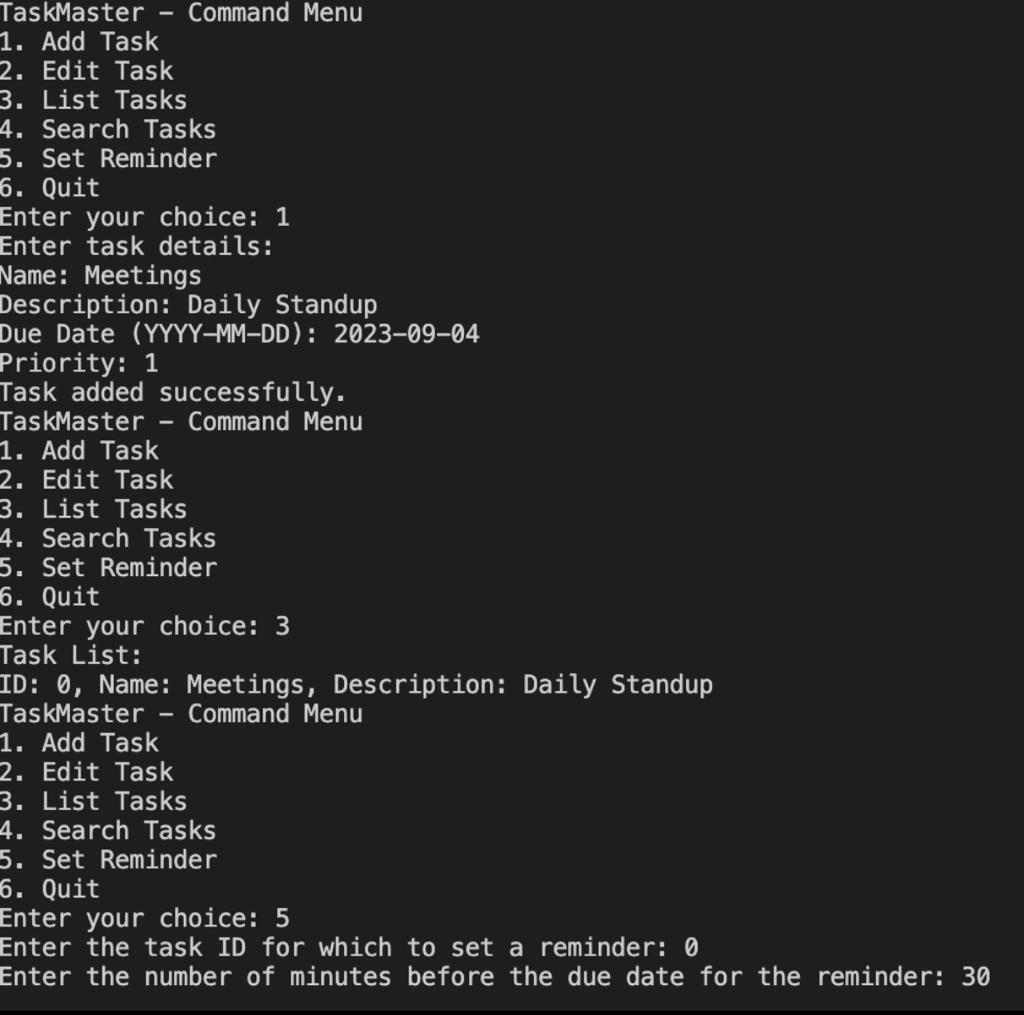 TaskMaster - Command Menu
1. Add Task
2. Edit Task
3. List Tasks
4. Search Tasks
5. Set Reminder
6. Quit
Enter your choice: 1
Enter task details:
Name: Meetings
Description: Daily Standup
Due Date (YYYY-MM-DD): 2023-09-04
Priority: 1
Task added successfully.
TaskMaster - Command Menu
1. Add Task
2. Edit Task
3. List Tasks
4. Search Tasks
5. Set Reminder
6. Quit
Enter your choice: 3
Task List:
ID: 0, Name: Meetings, Description: Daily Standup
TaskMaster - Command Menu
1. Add Task
2. Edit Task
3. List Tasks
4. Search Tasks
5. Set Reminder
6. Quit
Enter your choice: 5
Enter the task ID for which to set a reminder: 0
Enter the number of minutes before the due date for the reminder: 30